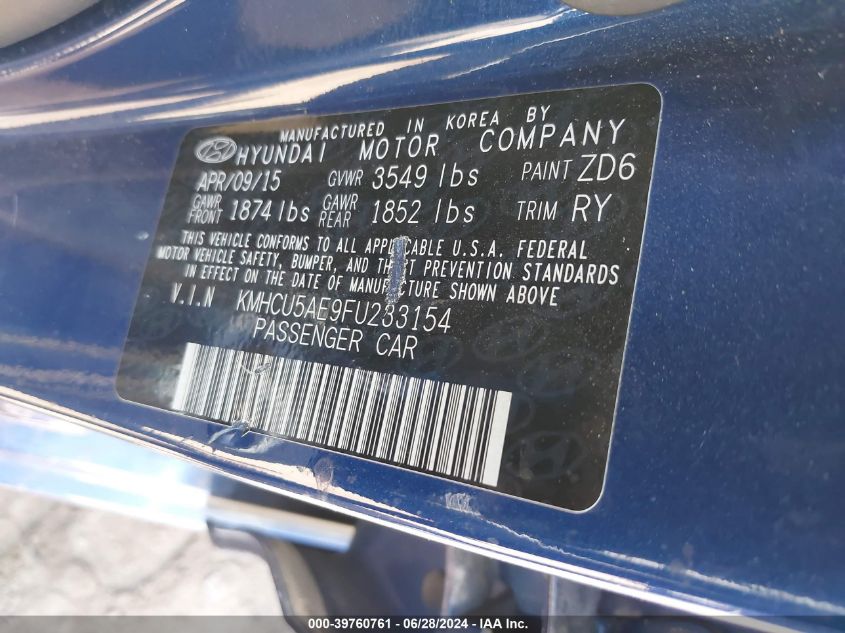 MANUFACTURED IN KOREA BY
HYUNDAI MOTOR COMPANY
APR/09/15 GVWR 3549 lbs PAINT ZD6
GAWR FRONT 1874 lbs GAWR REAR 1852 lbs TRIM RY
THIS VEHICLE CONFORMS TO ALL APPLICABLE U.S.A. FEDERAL
MOTOR VEHICLE SAFETY, BUMPER, AND THEFT PREVENTION STANDARDS
IN EFFECT ON THE DATE OF MANUFACTURE SHOWN ABOVE
V.I.N
PASSENGER CAR
000-39760761 | 06/28/2024 | IAA Inc.